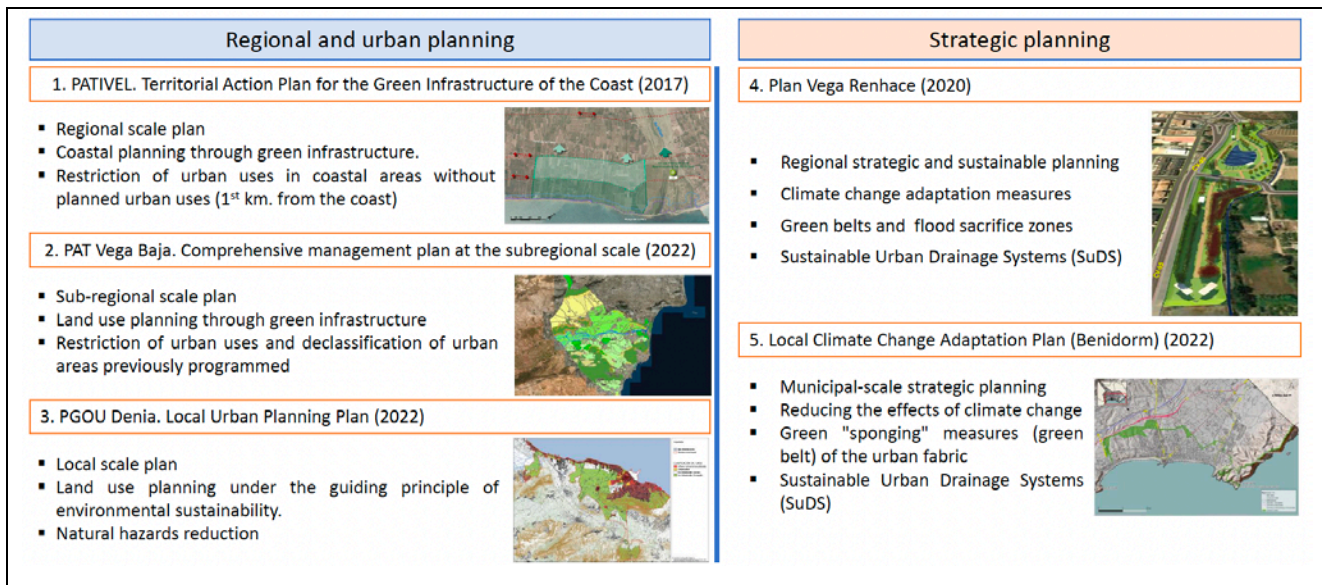 Regional and urban planning
1. PATIVEL. Territorial Action Plan for the Green Infrastructure of the Coast (2017)
▪ Regional scale plan
▪ Coastal planning through green infrastructure.
▪ Restriction of urban uses in coastal areas without
planned urban uses (1st km. from the coast)
2. PAT Vega Baja. Comprehensive management plan at the subregional scale (2022)
▪ Sub-regional scale plan
▪ Land use planning through green infrastructure
▪ Restriction of urban uses and declassification of urban
areas previously programmed
3. PGOU Denia. Local Urban Planning Plan (2022)
▪ Local scale plan
▪ Land use planning under the guiding principle of
environmental sustainability.
▪ Natural hazards reduction
Strategic planning
4. Plan Vega Renhace (2020)
▪ Regional strategic and sustainable planning
▪ Climate change adaptation measures
▪ Green belts and flood sacrifice zones
▪ Sustainable Urban Drainage Systems (SuDS)
5. Local Climate Change Adaptation Plan (Benidorm) (2022)
▪ Municipal-scale strategic planning
▪ Reducing the effects of climate change
▪ Green "sponging" measures (green
belt) of the urban fabric
▪ Sustainable Urban Drainage Systems
(SuDS)